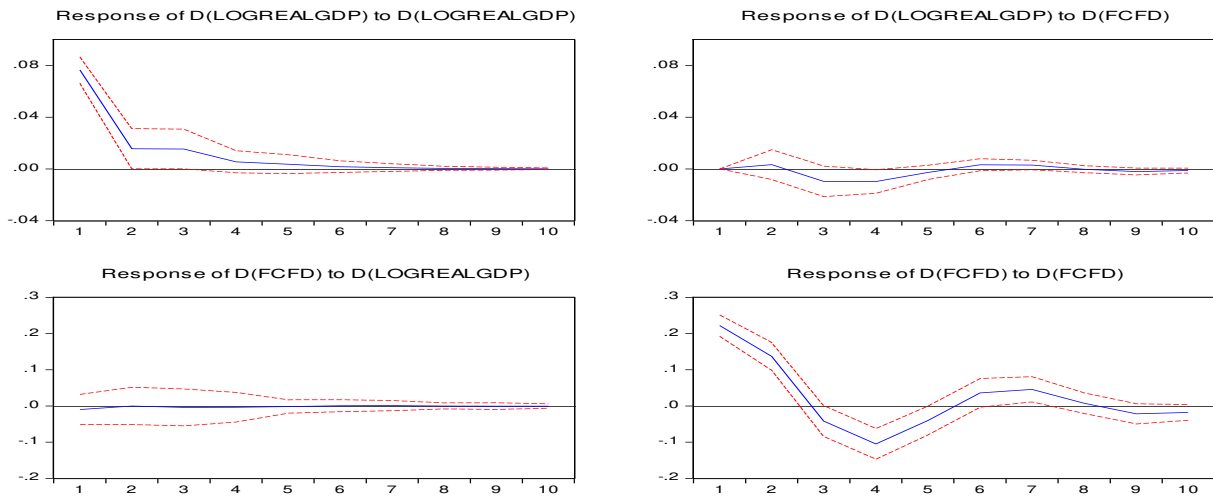 Response of D(LOGREALGDP) to D(LOGREALGDP)
.08
.04
.00
-.04
1 2 3 4 5 6 7 8 9 10
Response of D(LOGREALGDP) to D(FCFD)
.08
.04
.00
-.04
1 2 3 4 5 6 7 8 9 10
Response of D(FCFD) to D(LOGREALGDP)
.3
.2
.1
.0
-.1
-.2
1 2 3 4 5 6 7 8 9 10
Response of D(FCFD) to D(FCFD)
.3
.2
.1
.0
-.1
-.2
1 2 3 4 5 6 7 8 9 10